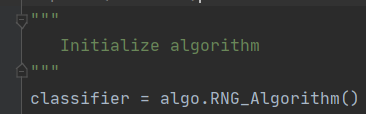 """
Initialize algorithm
"""
classifier = algo.RNG_Algorithm()